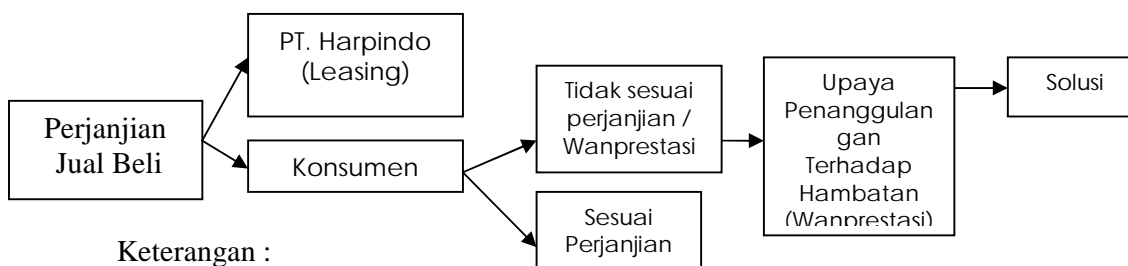 Perjanjian
Jual Beli
PT. Harpindo
(Leasing)
Konsumen
Tidak sesuai
perjanjian /
Wanprestasi
Sesuai
Perjanjian
Upaya
Penanggulan
gan
Terhadap
Hambatan
(Wanprestasi)
Solusi
Keterangan :